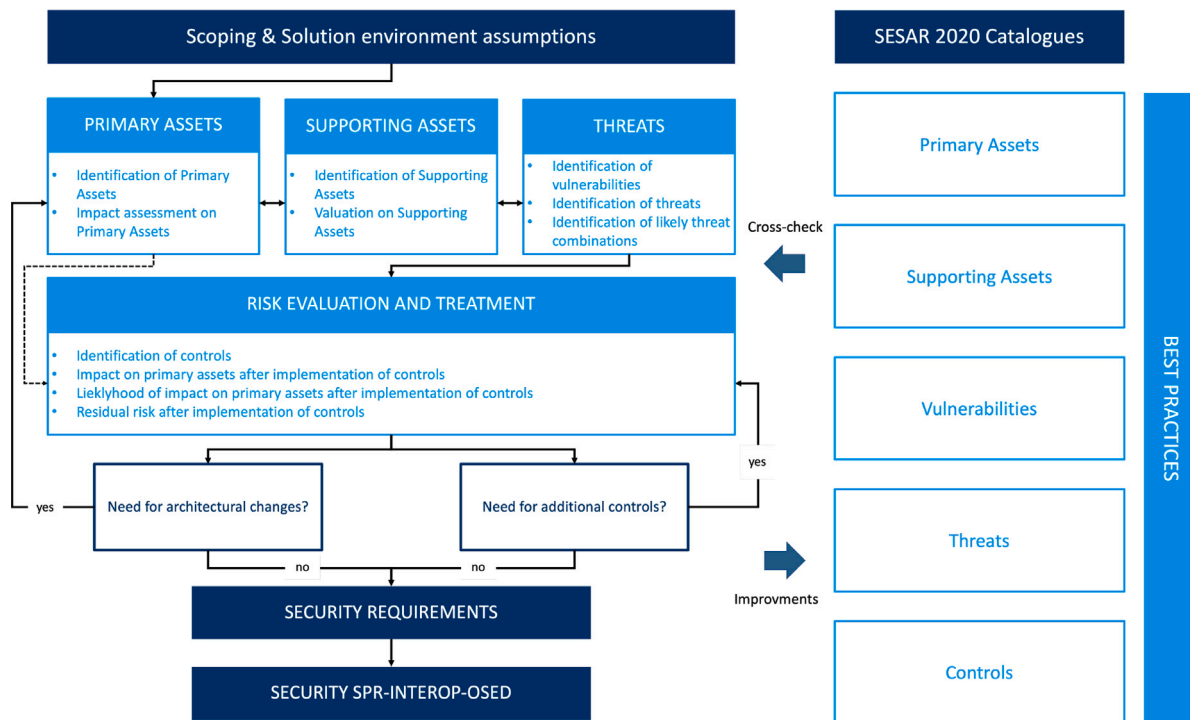 Scoping & Solution environment assumptions
SESAR 2020 Catalogues
PRIMARY ASSETS
• Identification of Primary
Assets
• Impact assessment on
Primary Assets
SUPPORTING ASSETS
• Identification of Supporting
Assets
• Valuation on Supporting
Assets
THREATS
• Identification of
vulnerabilities
• Identification of threats
• Identification of likely threat
combinations
Cross-check
RISK EVALUATION AND TREATMENT
• Identification of controls
• Impact on primary assets after implementation of controls
• Lieklyhood of impact on primary assets after implementation of controls
• Residual risk after implementation of controls
yes
Need for architectural changes?
Need for additional controls?
yes
no
no
Improvments
SECURITY REQUIREMENTS
SECURITY SPR-INTEROP-OSED
Primary Assets
Supporting Assets
Vulnerabilities
Threats
Controls
BEST PRACTICES